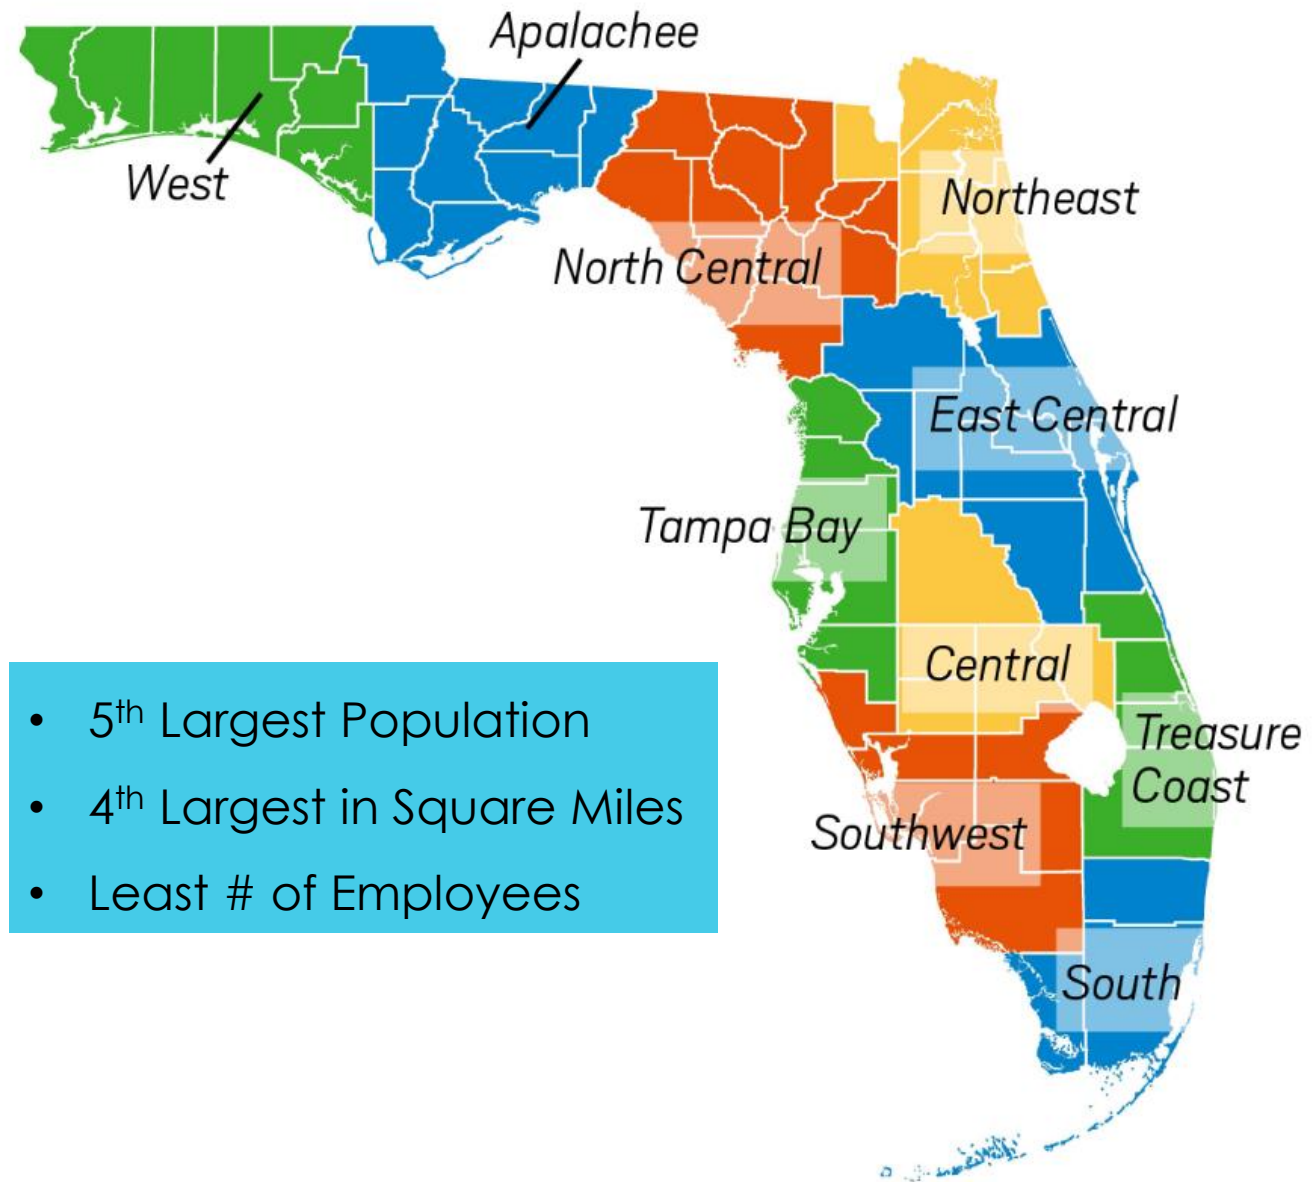 Apalachee
West
Northeast
North Central
East Central
Tampa Bay
Central
• 5th Largest Population
• 4th Largest in Square Miles
• Least # of Employees
Treasure
Coast
Southwest
South